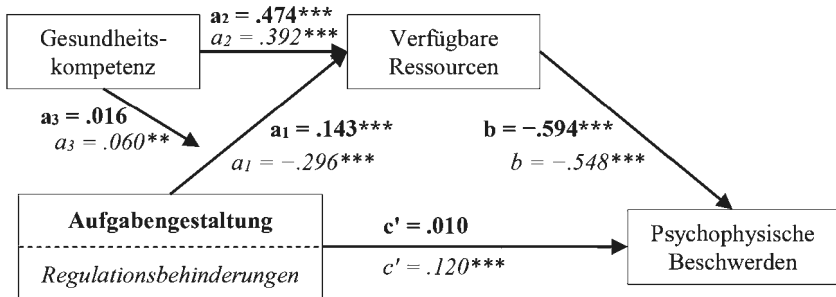 a₂ = .474***
a₂ = .392***
Gesundheits-
kompetenz
Verfügbare
Ressourcen
a₃ = .016
a₃ = .060**
a₁ = .143***
a₁ = −.296***
b = −.594***
b = −.548***
Aufgabengestaltung
Regulationsbehinderungen
c' = .010
c' = .120***
Psychophysische
Beschwerden